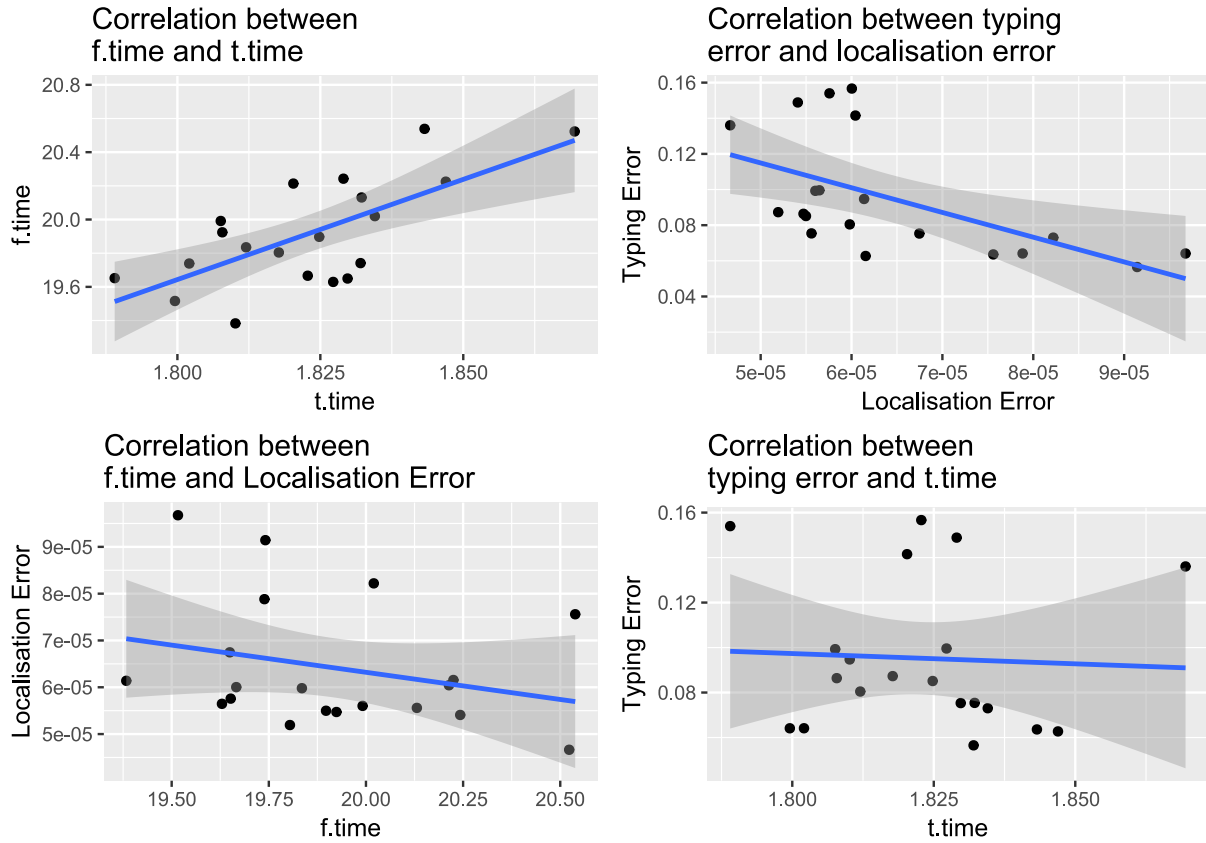 Correlation between
f.time and t.time
20.8
20.4
20.0
19.6
f.time
1.800
1.825
1.850
t.time
Correlation between typing
error and localisation error
0.16
0.12
0.08
0.04
Typing Error
5e-05
6e-05
7e-05
8e-05
9e-05
Localisation Error
Correlation between
f.time and Localisation Error
9e-05
8e-05
7e-05
6e-05
5e-05
Localisation Error
19.50
19.75
20.00
20.25
20.50
f.time
Correlation between
typing error and t.time
0.16
0.12
0.08
Typing Error
1.800
1.825
1.850
t.time